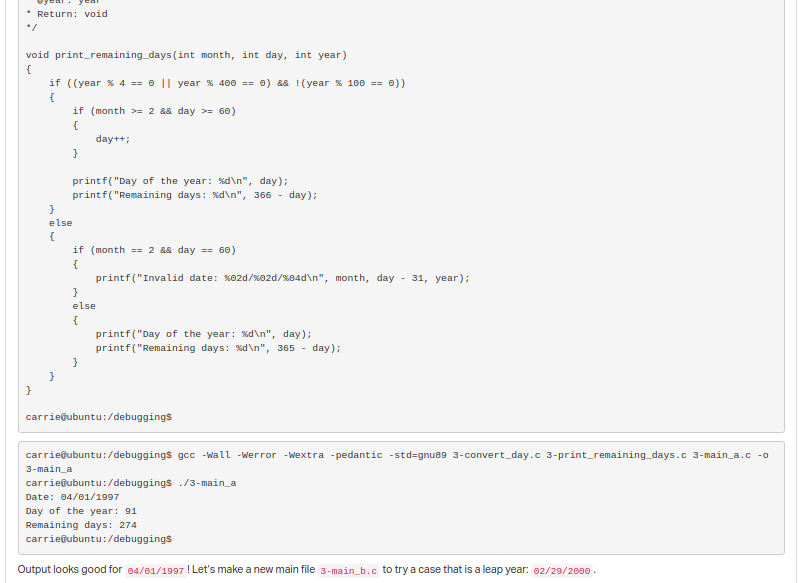 * @year: year
* Return: void
*/
void print_remaining_days(int month, int day, int year)
{
if ((year % 4 == 0 || year % 400 == 0) && !(year % 100 == 0))
{
if (month >= 2 && day >= 60)
{
day++;
}
printf("Day of the year: %d\n", day);
printf("Remaining days: %d\n", 366 - day);
}
else
{
if (month == 2 && day == 60)
{
printf("Invalid date: %02d/%02d/%04d\n", month, day - 31, year);
}
else
{
printf("Day of the year: %d\n", day);
printf("Remaining days: %d\n", 365 - day);
}
}
}
carrie@ubuntu:/debugging$
carrie@ubuntu:/debugging$ gcc -Wall -Werror -Wextra -pedantic -std=gnu89 3-convert_day.c 3-print_remaining_days.c 3-main_a.c -o
3-main_a
carrie@ubuntu:/debugging$ ./3-main_a
Date: 04/01/1997
Day of the year: 91
Remaining days: 274
carrie@ubuntu:/debugging$
Output looks good for 04/01/1997! Let's make a new main file 3-main_b.c to try a case that is a leap year: 02/29/2000.